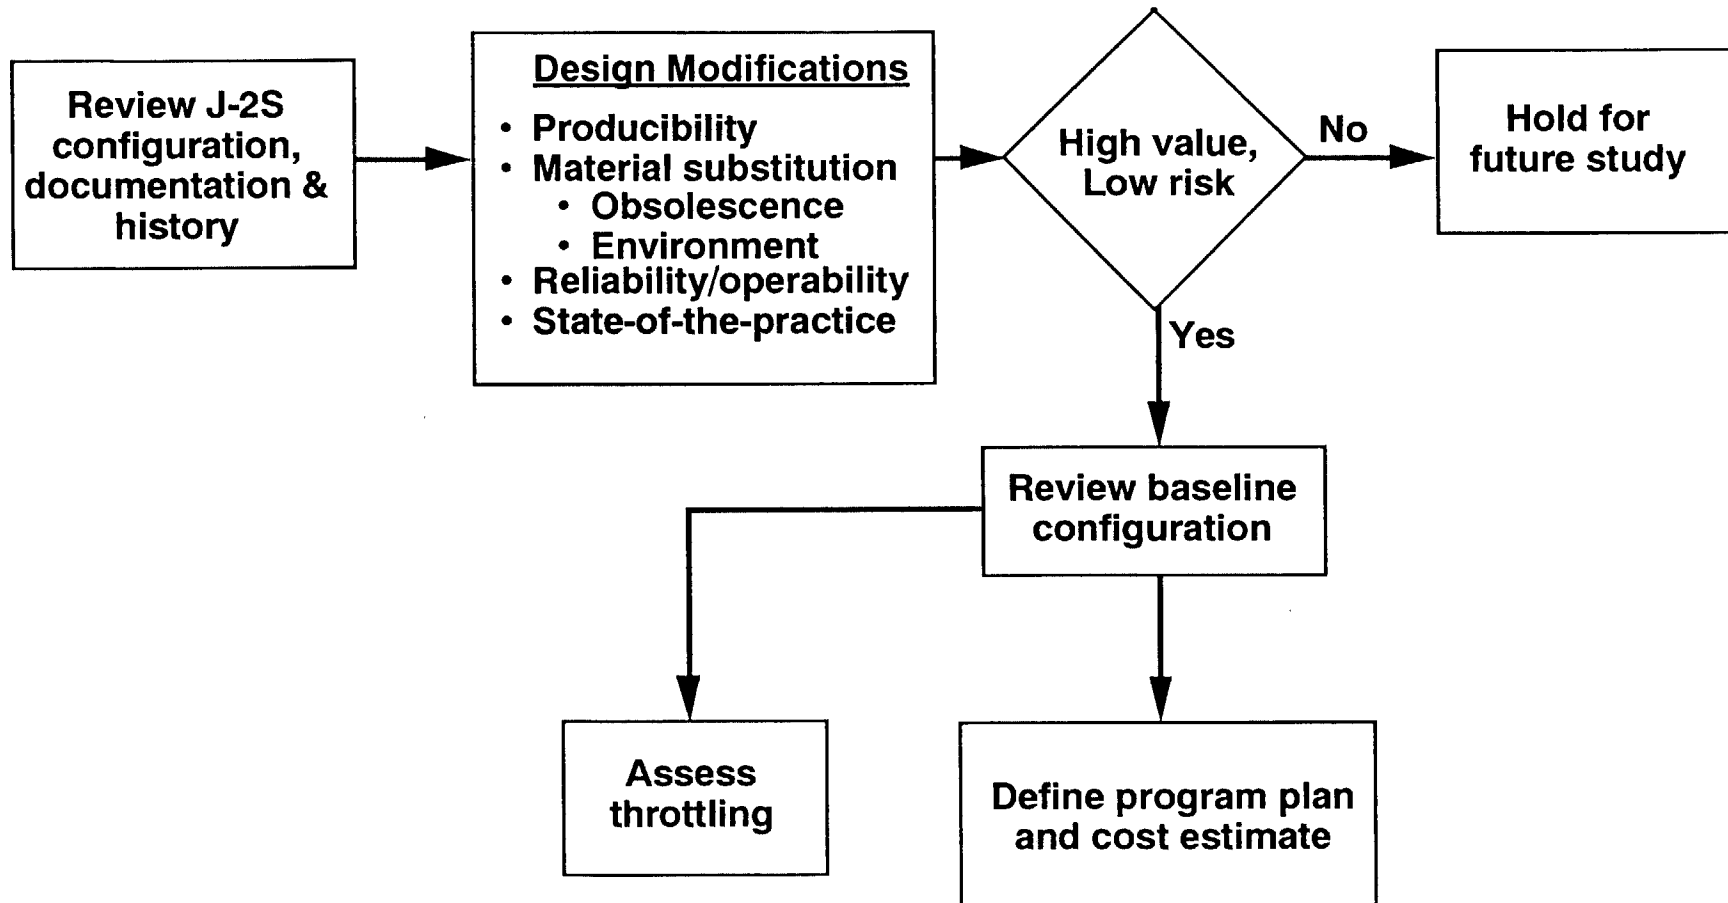 Review J-2S
configuration,
documentation &
history
Design Modifications
• Producibility
• Material substitution
• Obsolescence
• Environment
• Reliability/operability
• State-of-the-practice
High value,
Low risk
No
Hold for
future study
Yes
Review baseline
configuration
Assess
throttling
Define program plan
and cost estimate